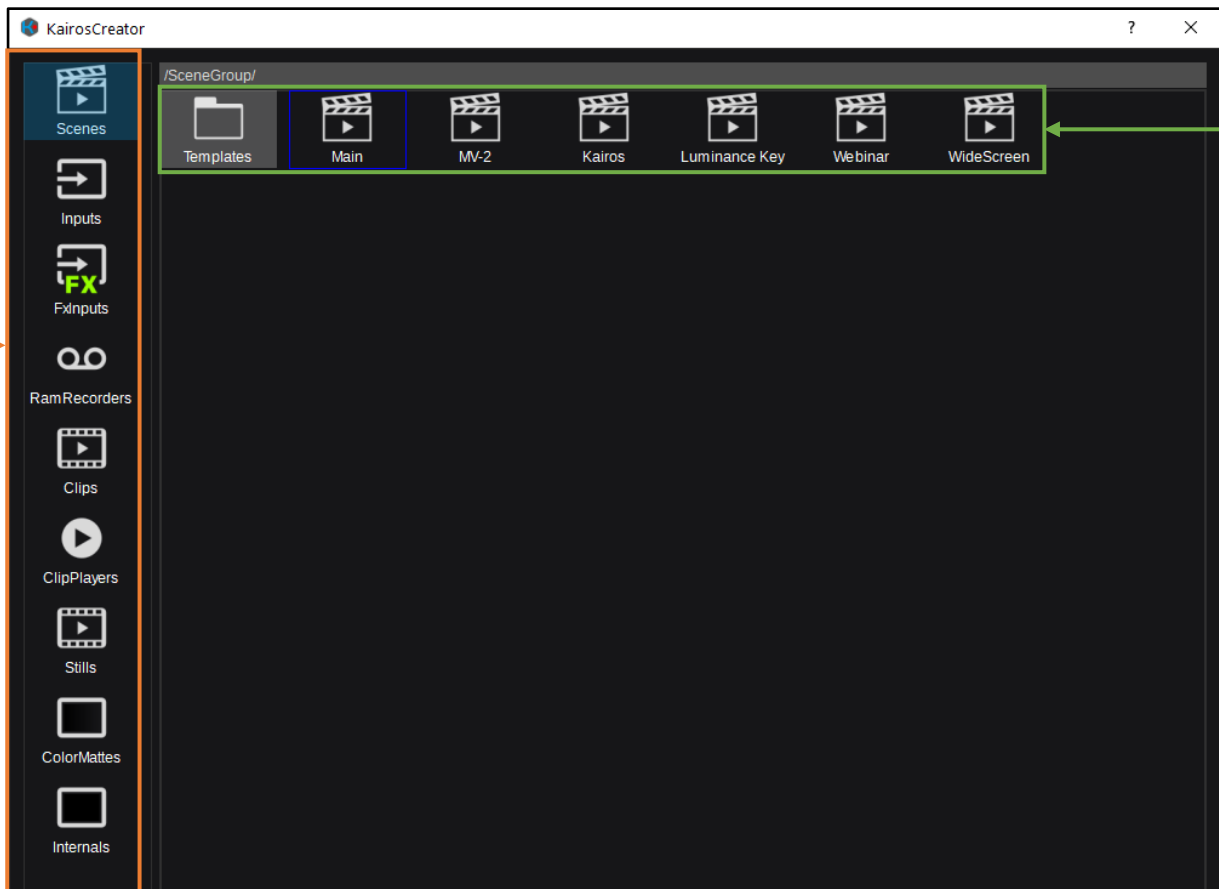 KairosCreator
?
/SceneGroup/
Scenes
Templates
Main
MV-2
Kairos
Luminance Key
Webinar
WideScreen
Inputs
FX
FxInputs
RamRecorders
Clips
ClipPlayers
Stills
ColorMattes
Internals